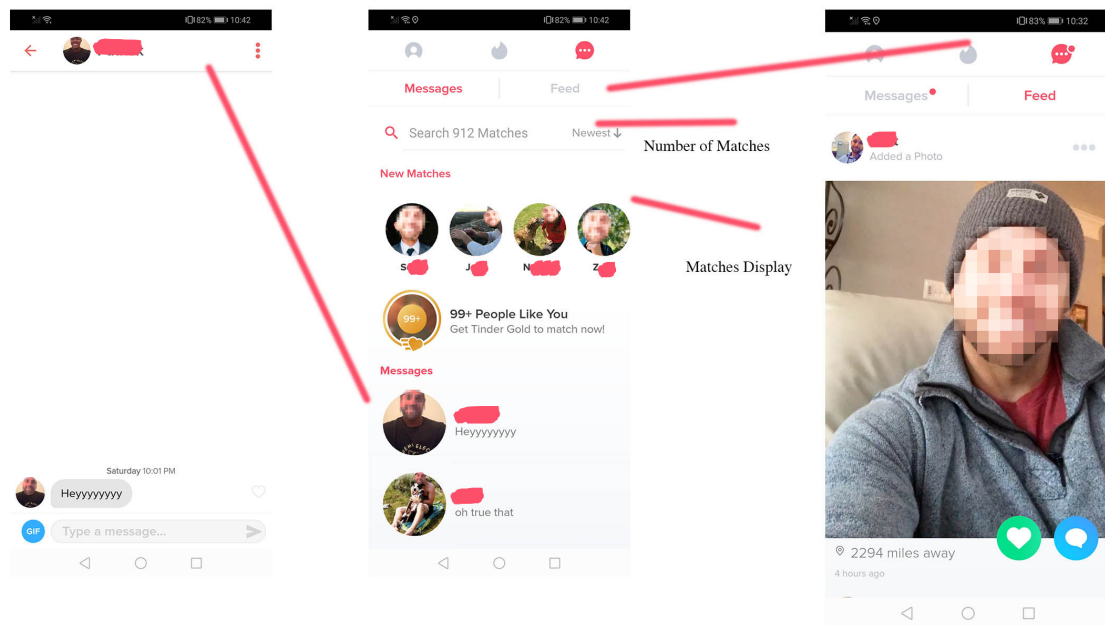 82% 10:42
Saturday 10:01 PM
Heyyyyyyyy
GIF Type a message...
82% 10:42
Messages Feed
Search 912 Matches Newest
New Matches
S J N Z
99+
99+ People Like You
Get Tinder Gold to match now!
Messages
Heyyyyyyyy
oh true that
Number of Matches
Matches Display
83% 10:32
Messages Feed
Added a Photo
2294 miles away
4 hours ago